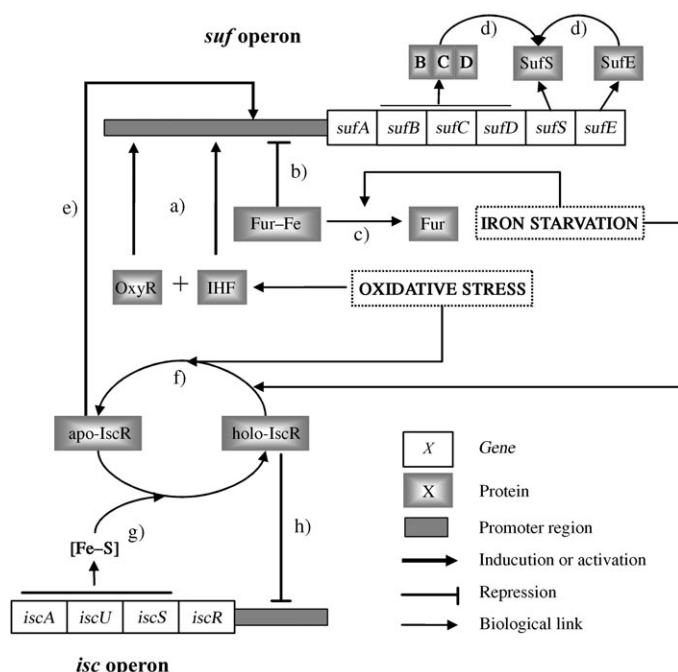 suf operon
d) d)
B C D SufS SufE
sufA sufB sufC sufD sufS sufE
b)
e) a)
Fur–Fe c) Fur IRON STARVATION
OxyR + IHF OXIDATIVE STRESS
f)
apo-IscR holo-IscR
X Gene
X Protein
g) h)
[Fe–S]
Promoter region
Inducution or activation
Repression
iscA iscU iscS iscR
Biological link
isc operon